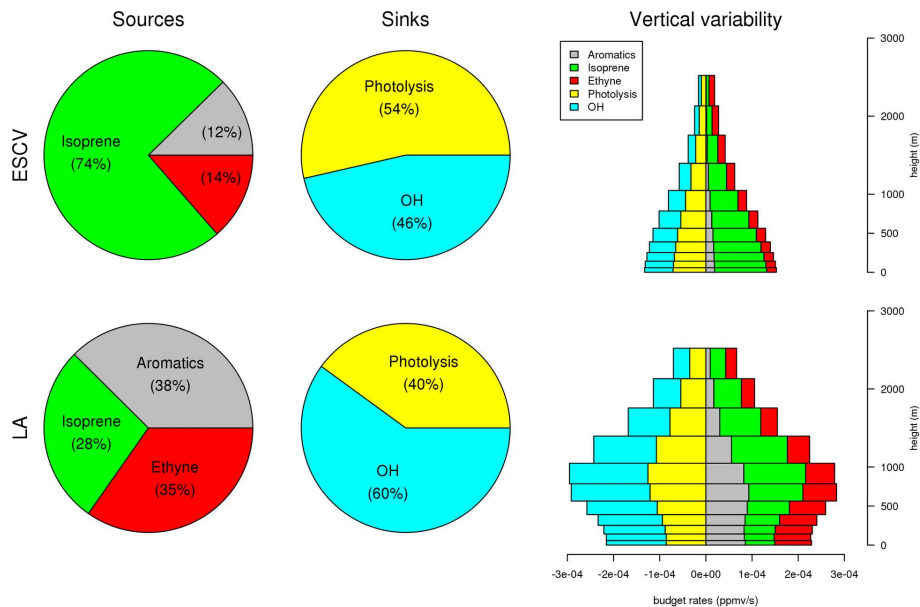 Sources
Sinks
Vertical variability
ESCV
Isoprene
(74%)
(12%)
(14%)
Photolysis
(54%)
OH
(46%)
Aromatics
Isoprene
Ethyne
Photolysis
OH
3000
2000
1000
500
0
height (m)
LA
Aromatics
(38%)
Isoprene
(28%)
Ethyne
(35%)
Photolysis
(40%)
OH
(60%)
3000
2000
1000
500
0
height (m)
-3e-04 -2e-04 -1e-04 0e+00 1e-04 2e-04 3e-04
budget rates (ppmv/s)